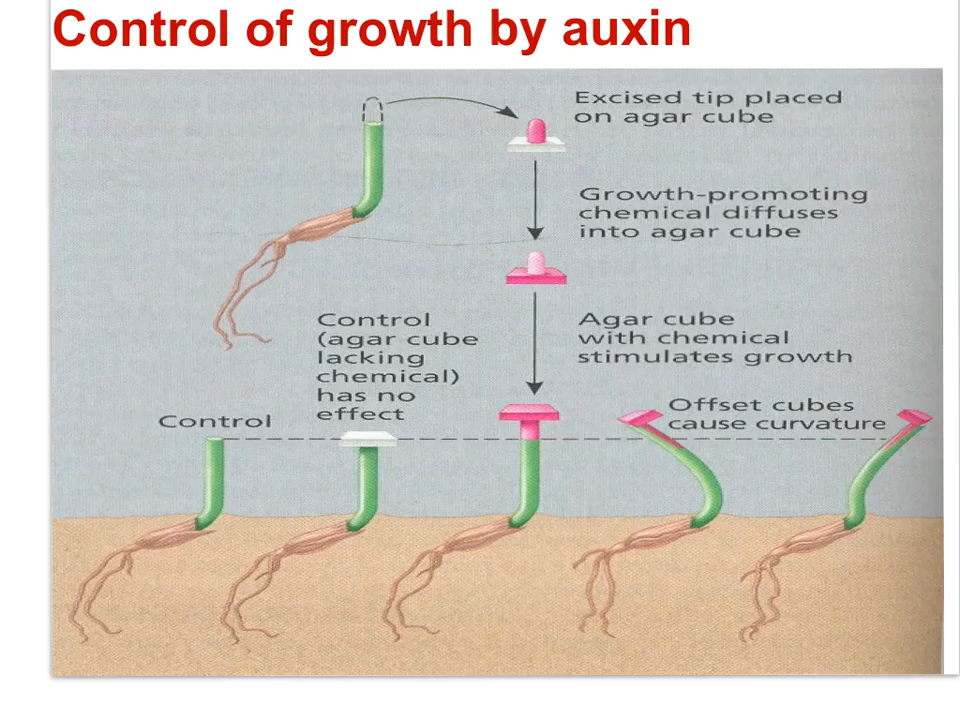 Control of growth by auxin
Excised tip placed
on agar cube
Growth-promoting
chemical diffuses
into agar cube
Control
(agar cube
lacking
chemical)
has no
effect
Agar cube
with chemical
stimulates growth
Control
Offset cubes
cause curvature